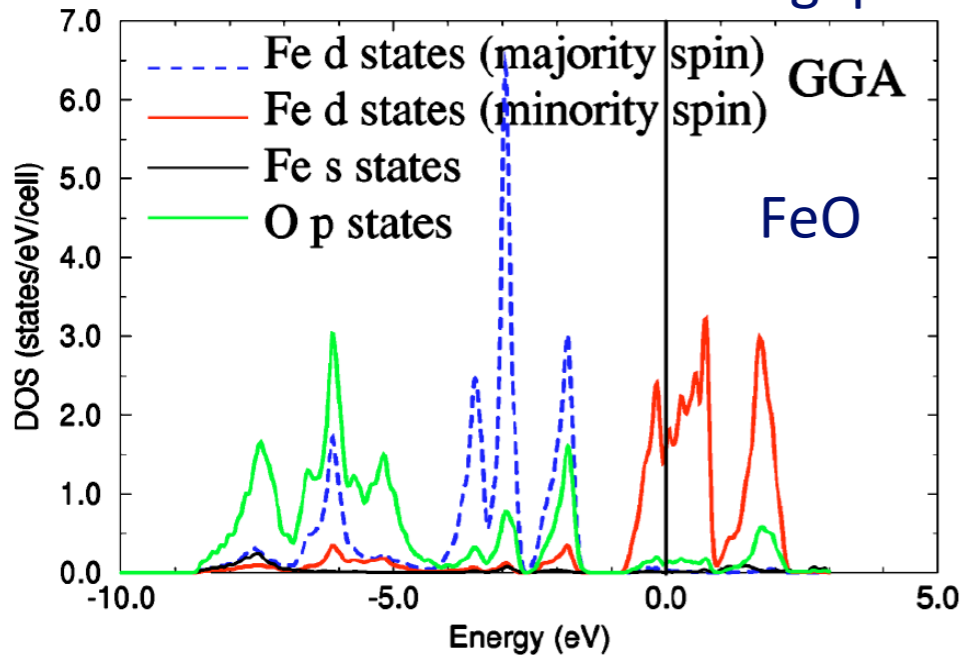 7.0
Fe d states (majority spin)
GGA
6.0
Fe d states (minority spin)
5.0
Fe s states
O p states
FeO
4.0
3.0
2.0
1.0
0.0
DOS (states/eV/cell)
-10.0
-5.0
0.0
5.0
Energy (eV)